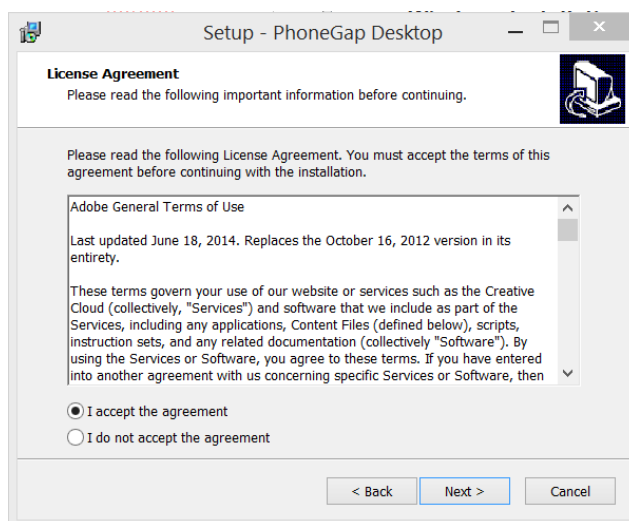 Setup - PhoneGap Desktop
License Agreement
Please read the following important information before continuing.
Please read the following License Agreement. You must accept the terms of this
agreement before continuing with the installation.
Adobe General Terms of Use
Last updated June 18, 2014. Replaces the October 16, 2012 version in its
entirety.
These terms govern your use of our website or services such as the Creative
Cloud (collectively, "Services") and software that we include as part of the
Services, including any applications, Content Files (defined below), scripts,
instruction sets, and any related documentation (collectively "Software"). By
using the Services or Software, you agree to these terms. If you have entered
into another agreement with us concerning specific Services or Software, then
I accept the agreement
I do not accept the agreement
< Back
Next >
Cancel